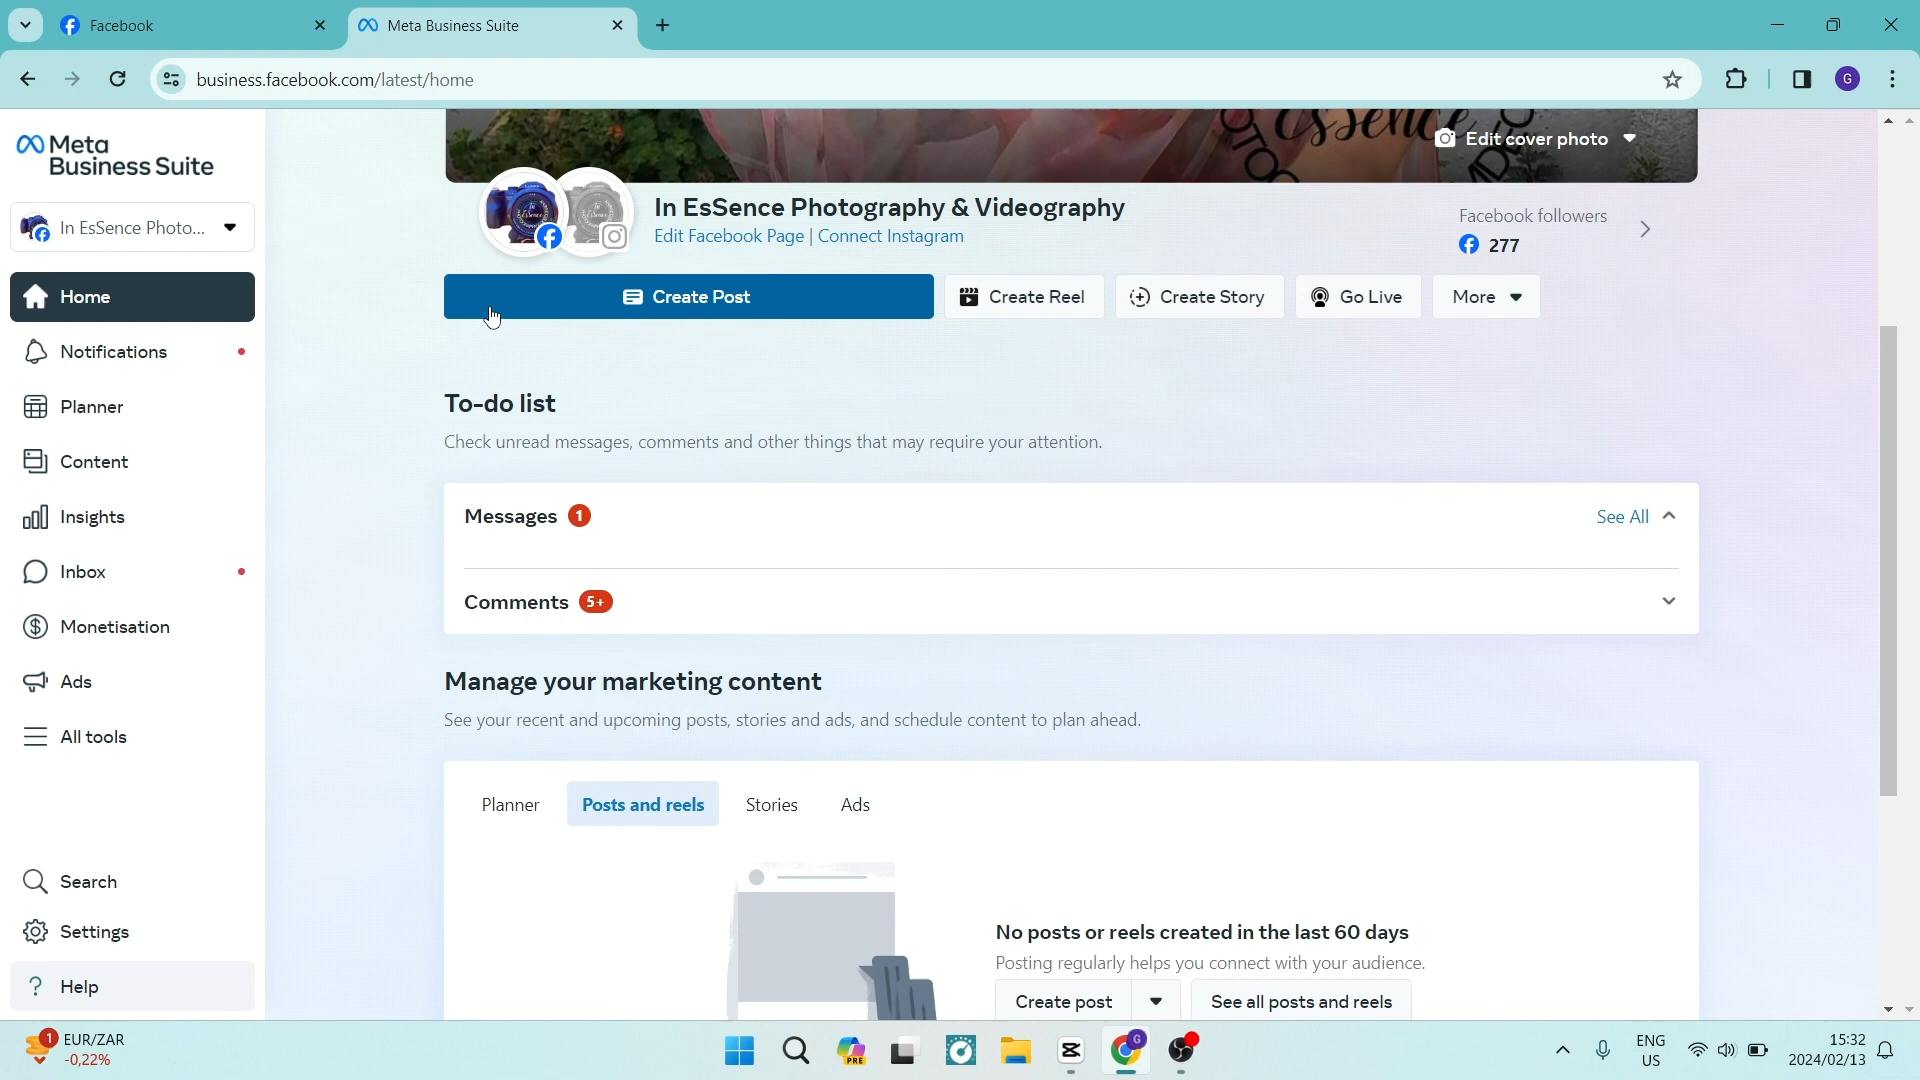 Facebook
Meta Business Suite
business.facebook.com/latest/home
G
Meta
Business Suite
In EsSence Photo...
Home
Notifications
Planner
Content
Insights
Inbox
Monetisation
Ads
All tools
Search
Settings
Help
Essence
Edit cover photo
In EsSence Photography & Videography
Edit Facebook Page | Connect Instagram
Facebook followers
277
Create Post
Create Reel
Create Story
Go Live
More
To-do list
Check unread messages, comments and other things that may require your attention.
Messages 1
See All
Comments 5+
Manage your marketing content
See your recent and upcoming posts, stories and ads, and schedule content to plan ahead.
Planner
Posts and reels
Stories
Ads
No posts or reels created in the last 60 days
Posting regularly helps you connect with your audience.
Create post
See all posts and reels
1
EUR/ZAR
-0,22%
PRE
G
ENG
US
15:32
2024/02/13